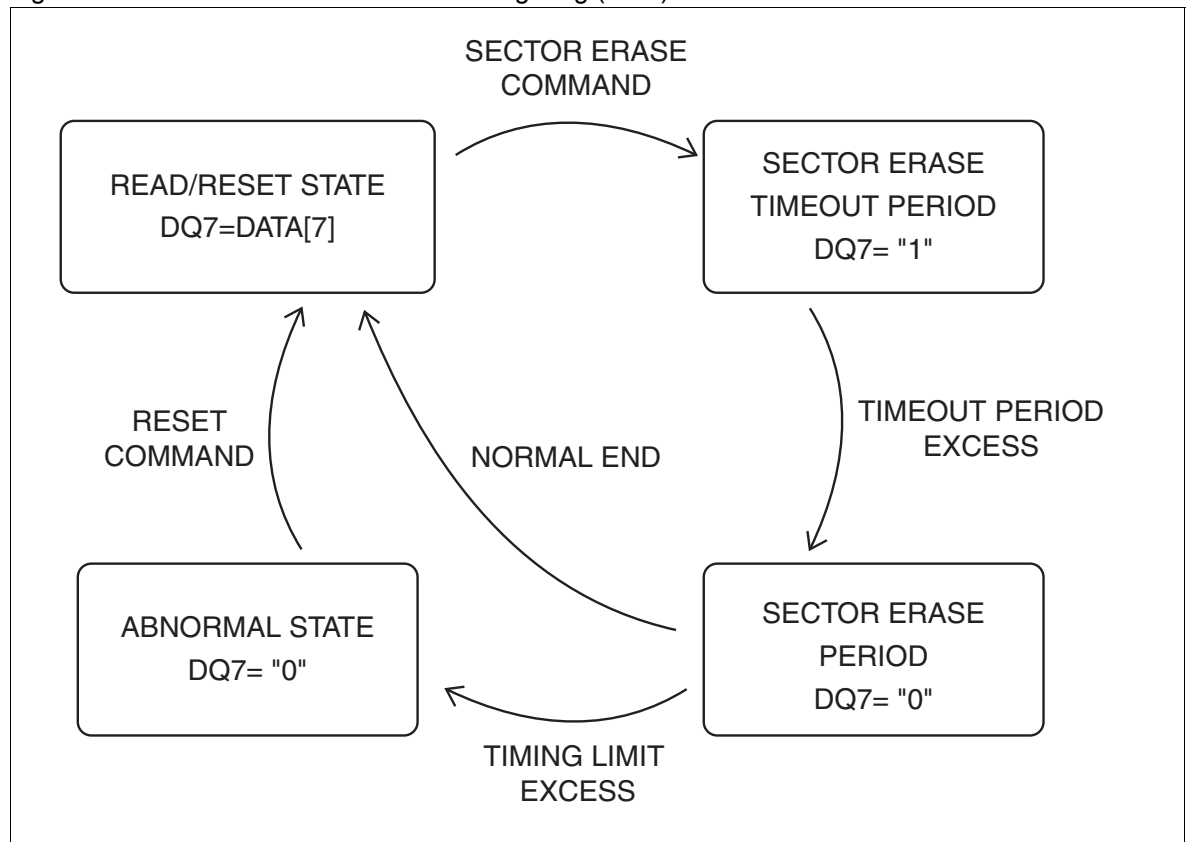 SECTOR ERASE
COMMAND
READ/RESET STATE
DQ7=DATA[7]
SECTOR ERASE
TIMEOUT PERIOD
DQ7= "1"
RESET
COMMAND
NORMAL END
TIMEOUT PERIOD
EXCESS
ABNORMAL STATE
DQ7= "0"
SECTOR ERASE
PERIOD
DQ7= "0"
TIMING LIMIT
EXCESS